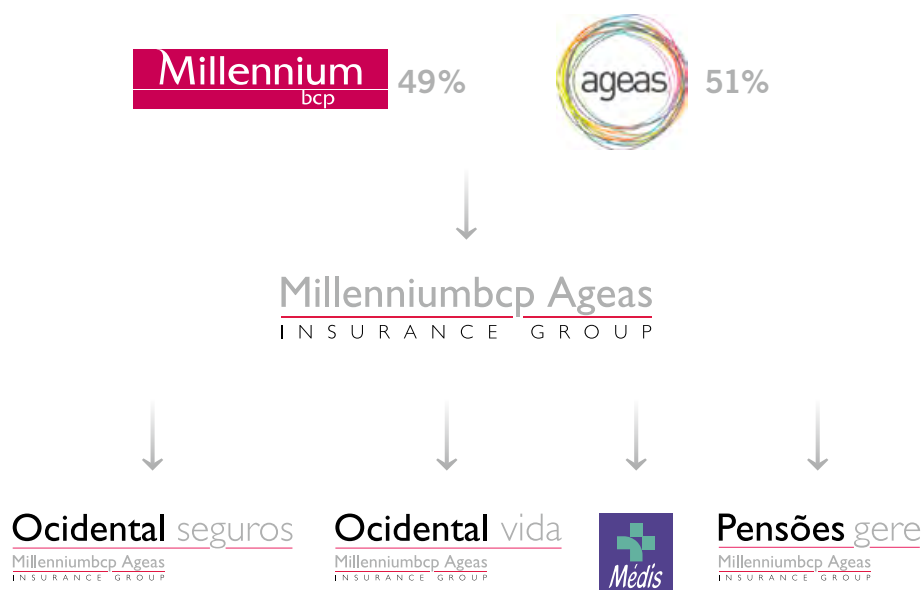 Millennium
bcp
49%
ageas
51%
Millenniumbcp Ageas
INSURANCE GROUP
Ocidental seguros
Millenniumbcp Ageas
INSURANCE GROUP
Ocidental vida
Millenniumbcp Ageas
INSURANCE GROUP
Médis
Pensões gere
Millenniumbcp Ageas
INSURANCE GROUP